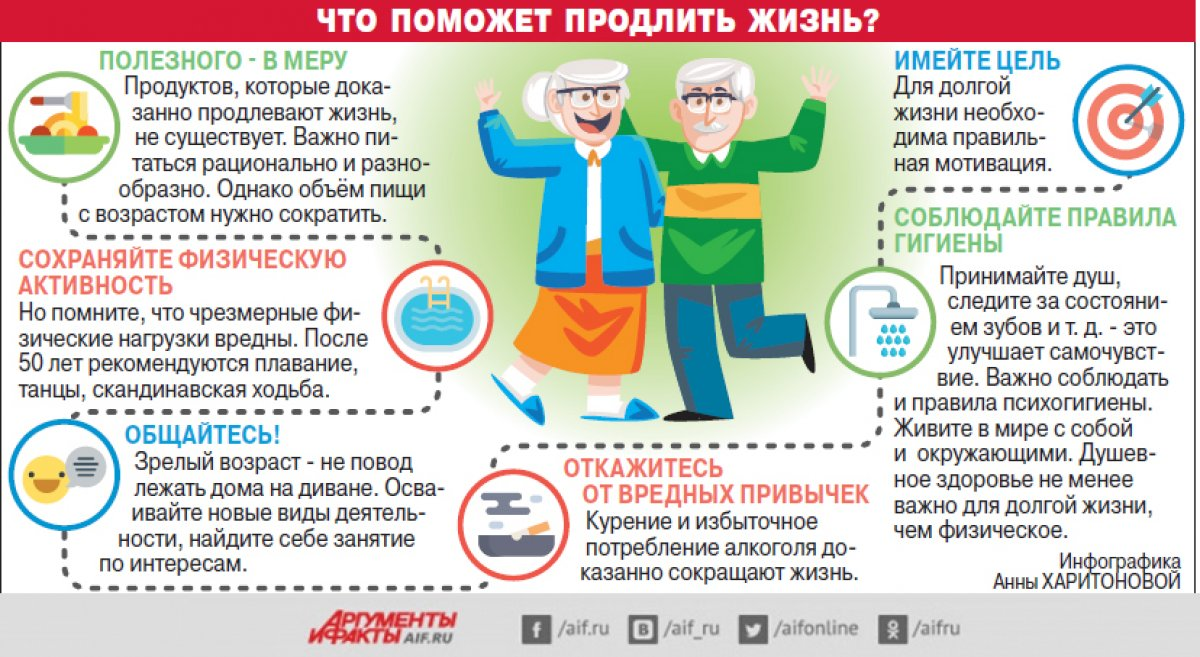 ЧТО ПОМОЖЕТ ПРОДЛИТЬ ЖИЗНЬ?
ПОЛЕЗНОГО - В МЕРУ
Продуктов, которые дока-
занно продлевают жизнь,
не существует. Важно пи-
таться рационально и разно-
образно. Однако объём пищи
с возрастом нужно сократить.
СОХРАНЯЙТЕ ФИЗИЧЕСКУЮ
АКТИВНОСТЬ
Но помните, что чрезмерные фи-
зические нагрузки вредны. После
50 лет рекомендуются плавание,
танцы, скандинавская ходьба.
ОБЩАЙТЕСЬ!
Зрелый возраст - не повод
лежать дома на диване. Осва-
ивайте новые виды деятель-
ности, найдите себе занятие
по интересам.
ОТКАЖИТЕСЬ
ОТ ВРЕДНЫХ ПРИВЫЧЕК
Курение и избыточное
потребление алкоголя до-
казанно сокращают жизнь.
ИМЕЙТЕ ЦЕЛЬ
Для долгой
жизни необхо-
дима правиль-
ная мотивация.
СОБЛЮДАЙТЕ ПРАВИЛА
ГИГИЕНЫ
Принимайте душ,
следите за состояни-
ем зубов и т. д. - это
улучшает самочувст-
вие. Важно соблюдать
и правила психогигиены.
Живите в мире с собой
и окружающими. Душев-
ное здоровье не менее
важно для долгой жизни,
чем физическое.
Инфографика
Анны ХАРИТОНОВОЙ
АРГУМЕНТЫ
И ФАКТЫ AIF.RU
f /aif.ru
B /aif_ru
/aifonline
/aifru